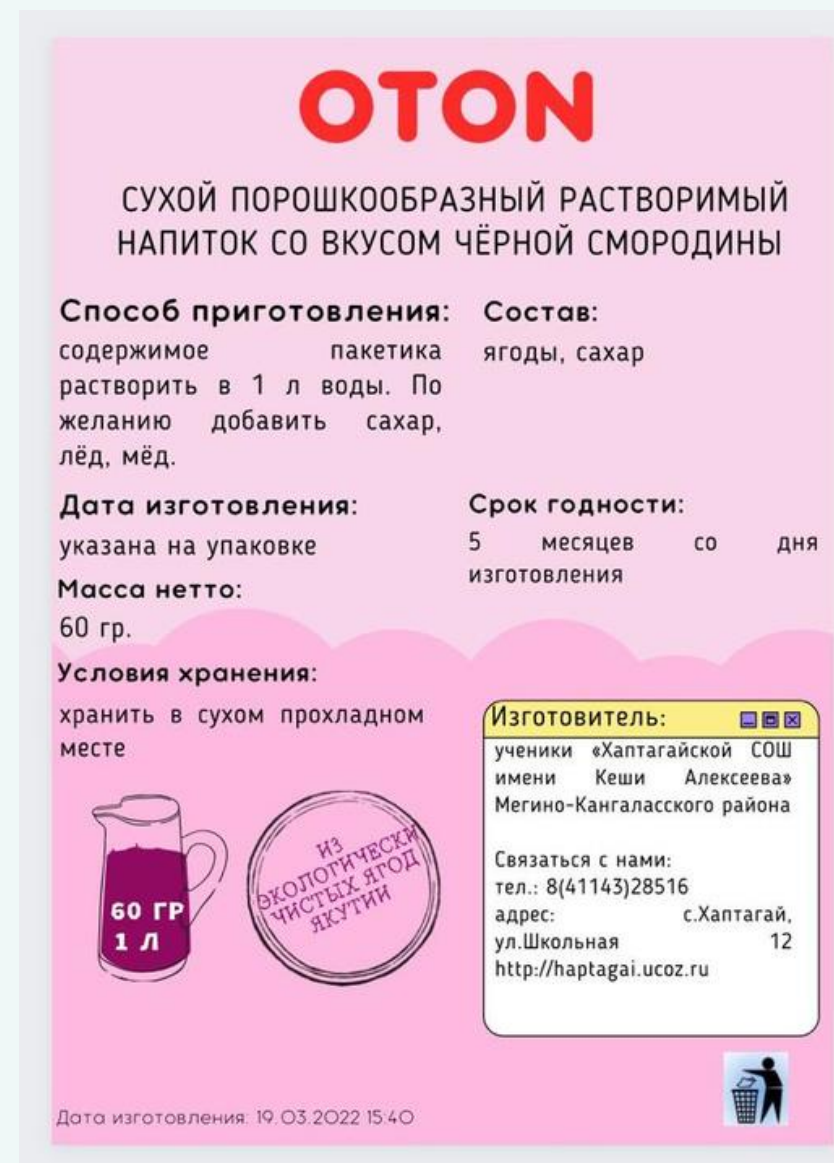 OTON
СУХОЙ ПОРОШКООБРАЗНЫЙ РАСТВОРИМЫЙ
НАПИТОК СО ВКУСОМ ЧЁРНОЙ СМОРОДИНЫ
Способ приготовления:
содержимое пакетика
растворить в 1 л воды. По
желанию добавить сахар,
лёд, мёд.
Состав:
ягоды, сахар
Дата изготовления:
указана на упаковке
Срок годности:
5 месяцев со дня
изготовления
Масса нетто:
60 гр.
Условия хранения:
хранить в сухом прохладном
месте
60 ГР
1 Л
ИЗ
ЭКОЛОГИЧЕСКИ
ЧИСТЫХ ЯГОД
ЯКУТИИ
Изготовитель:
ученики «Хаптагайской СОШ
имени Кеши Алексеева»
Мегино-Кангаласского района
Связаться с нами:
тел.: 8(41143)28516
адрес: с.Хаптагай,
ул.Школьная 12
http://haptagai.ucoz.ru
Дата изготовления: 19.03.2022 15:40